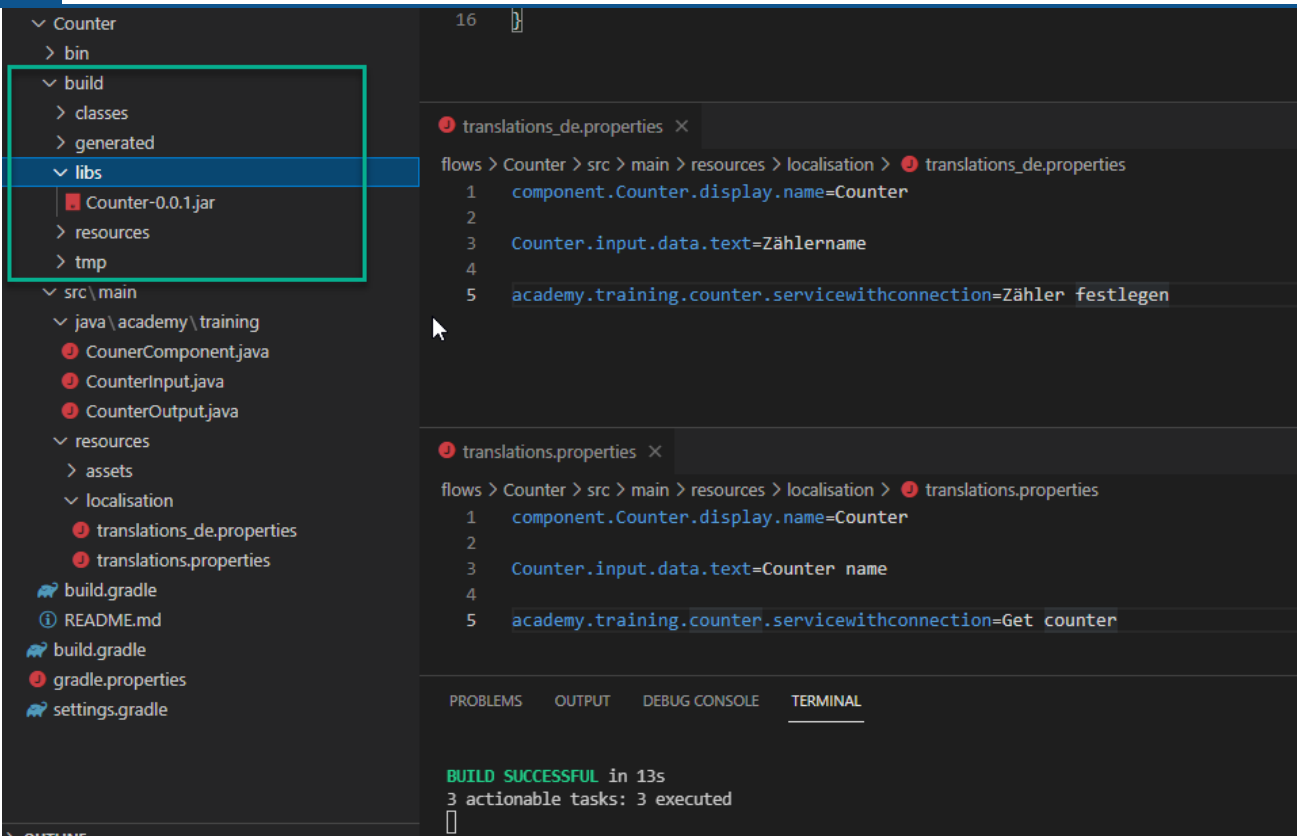 Counter
bin
build
classes
generated
libs
Counter-0.0.1.jar
resources
tmp
src\main
java\academy\training
CounerComponent.java
CounterInput.java
CounterOutput.java
resources
assets
localisation
translations_de.properties
translations.properties
build.gradle
README.md
build.gradle
gradle.properties
settings.gradle
OUTLINE
16 }
translations_de.properties
flows > Counter > src > main > resources > localisation > translations_de.properties
1 component.Counter.display.name=Counter
2
3 Counter.input.data.text=Zählername
4
5 academy.training.counter.servicewithconnection=Zähler festlegen
translations.properties
flows > Counter > src > main > resources > localisation > translations.properties
1 component.Counter.display.name=Counter
2
3 Counter.input.data.text=Counter name
4
5 academy.training.counter.servicewithconnection=Get counter
PROBLEMS OUTPUT DEBUG CONSOLE TERMINAL
BUILD SUCCESSFUL in 13s
3 actionable tasks: 3 executed